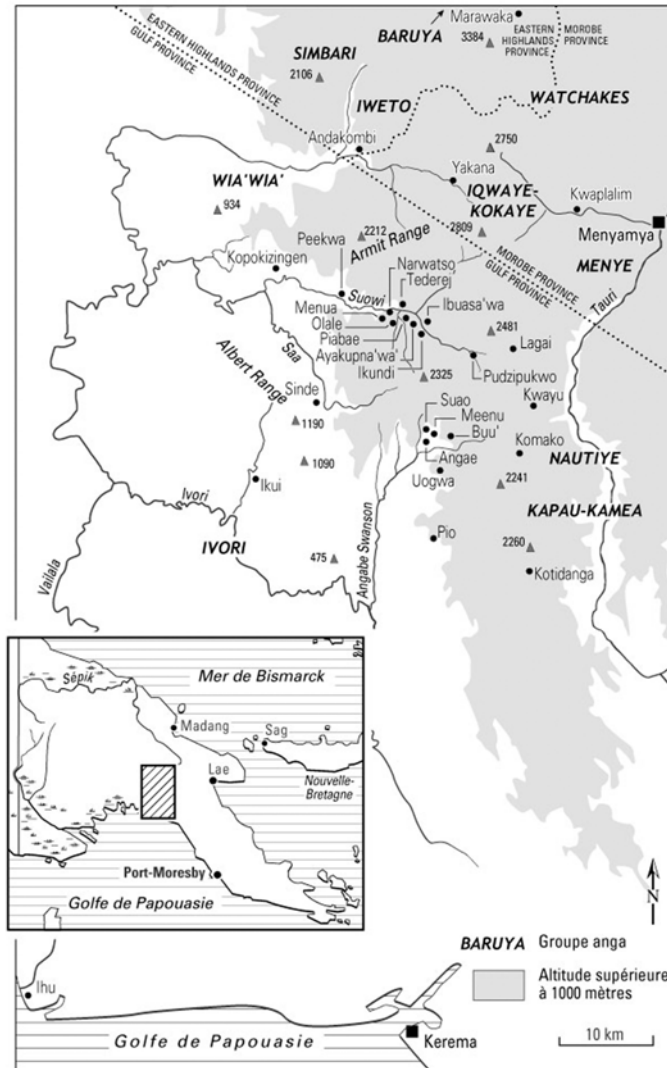 Marawaka
BARUYA
3384
EASTERN
HIGHLANDS
PROVINCE
MOROBE
PROVINCE
EASTERN HIGHLANDS PROVINCE
GULF PROVINCE
SIMBARI
2106
IWETO
WATCHAKES
Andakombi
2750
WIA'WIA'
Yakana
IQWAYE-
KOKAYE
Kwaplalim
934
2212
Armit Range
2809
Menyamya
Peekwa
Kopokizingen
Narwatso
Tederej
MOROBE PROVINCE
GULF PROVINCE
MENYE
Suowi
Menua
Olale
Piabae
Ayakupna'wa'
Ikundi
Ibuasa'wa
Tauri
2481
Lagai
Saa
Albert Range
2325
Pudzipukwo
Sinde
Suao
Meenu
Buu'
Kwayu
1190
Komako
1090
Angae
NAUTIYE
Ikui
Uogwa
2241
Ivori
KAPAU-KAMEA
Vailala
IVORI
Angabe Swanson
Pio
475
2260
Kotidanga
Sépik
Mer de Bismarck
Madang
Sag
Lae
Nouvelle-
Bretagne
Port-Moresby
Golfe de Papouasie
N
BARUYA Groupe anga
Altitude supérieure
à 1000 mètres
Ihu
Golfe de Papouasie
Kerema
10 km